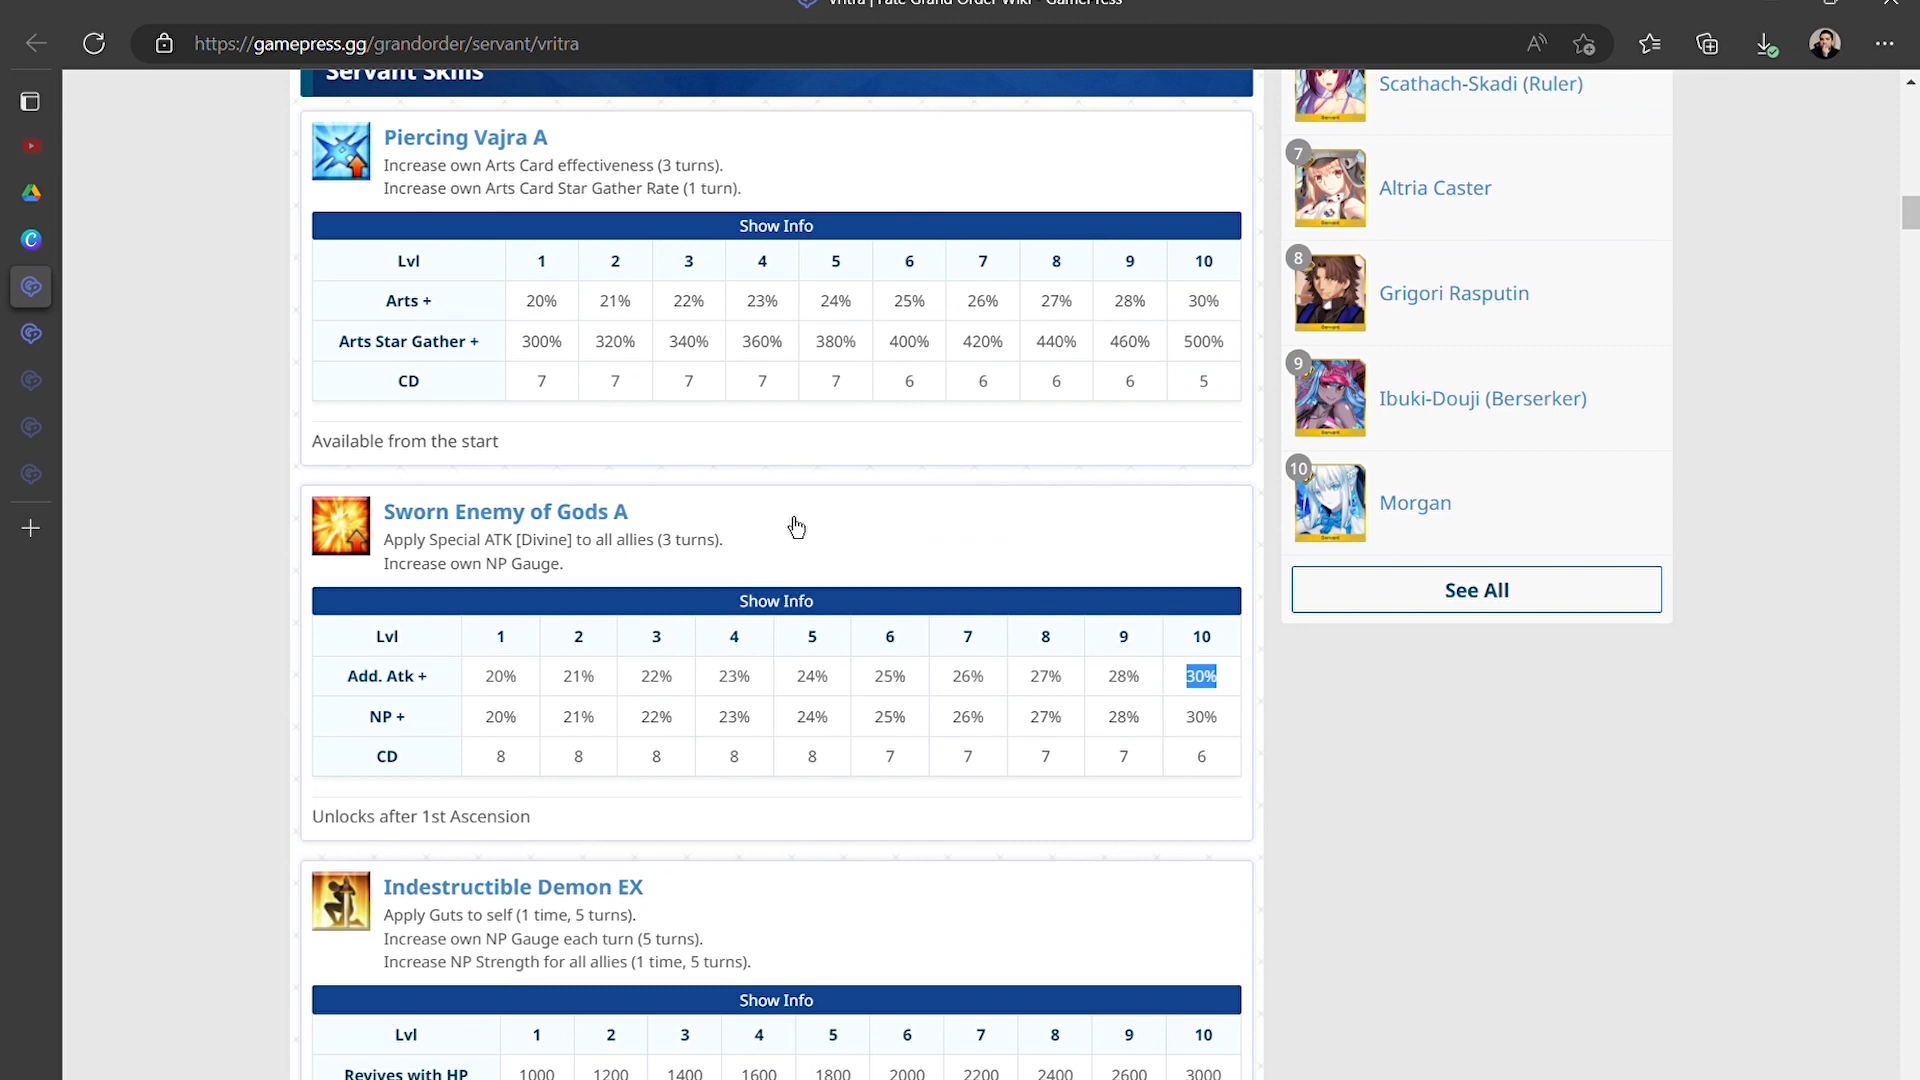 Vritra | Fate Grand Order Wiki - GamePress
https://gamepress.gg/grandorder/servant/vritra
Servant Skills
Piercing Vajra A
Increase own Arts Card effectiveness (3 turns).
Increase own Arts Card Star Gather Rate (1 turn).
Show Info
Lvl 1 2 3 4 5 6 7 8 9 10
Arts + 20% 21% 22% 23% 24% 25% 26% 27% 28% 30%
Arts Star Gather + 300% 320% 340% 360% 380% 400% 420% 440% 460% 500%
CD 7 7 7 7 7 6 6 6 6 5
Available from the start
Sworn Enemy of Gods A
Apply Special ATK [Divine] to all allies (3 turns).
Increase own NP Gauge.
Show Info
Lvl 1 2 3 4 5 6 7 8 9 10
Add. Atk + 20% 21% 22% 23% 24% 25% 26% 27% 28% 30%
NP + 20% 21% 22% 23% 24% 25% 26% 27% 28% 30%
CD 8 8 8 8 8 7 7 7 7 6
Unlocks after 1st Ascension
Indestructible Demon EX
Apply Guts to self (1 time, 5 turns).
Increase own NP Gauge each turn (5 turns).
Increase NP Strength for all allies (1 time, 5 turns).
Show Info
Lvl 1 2 3 4 5 6 7 8 9 10
Revives with HP 1000 1200 1400 1600 1800 2000 2200 2400 2600 3000
Scathach-Skadi (Ruler)
7 Altria Caster
8 Grigori Rasputin
9 Ibuki-Douji (Berserker)
10 Morgan
See All